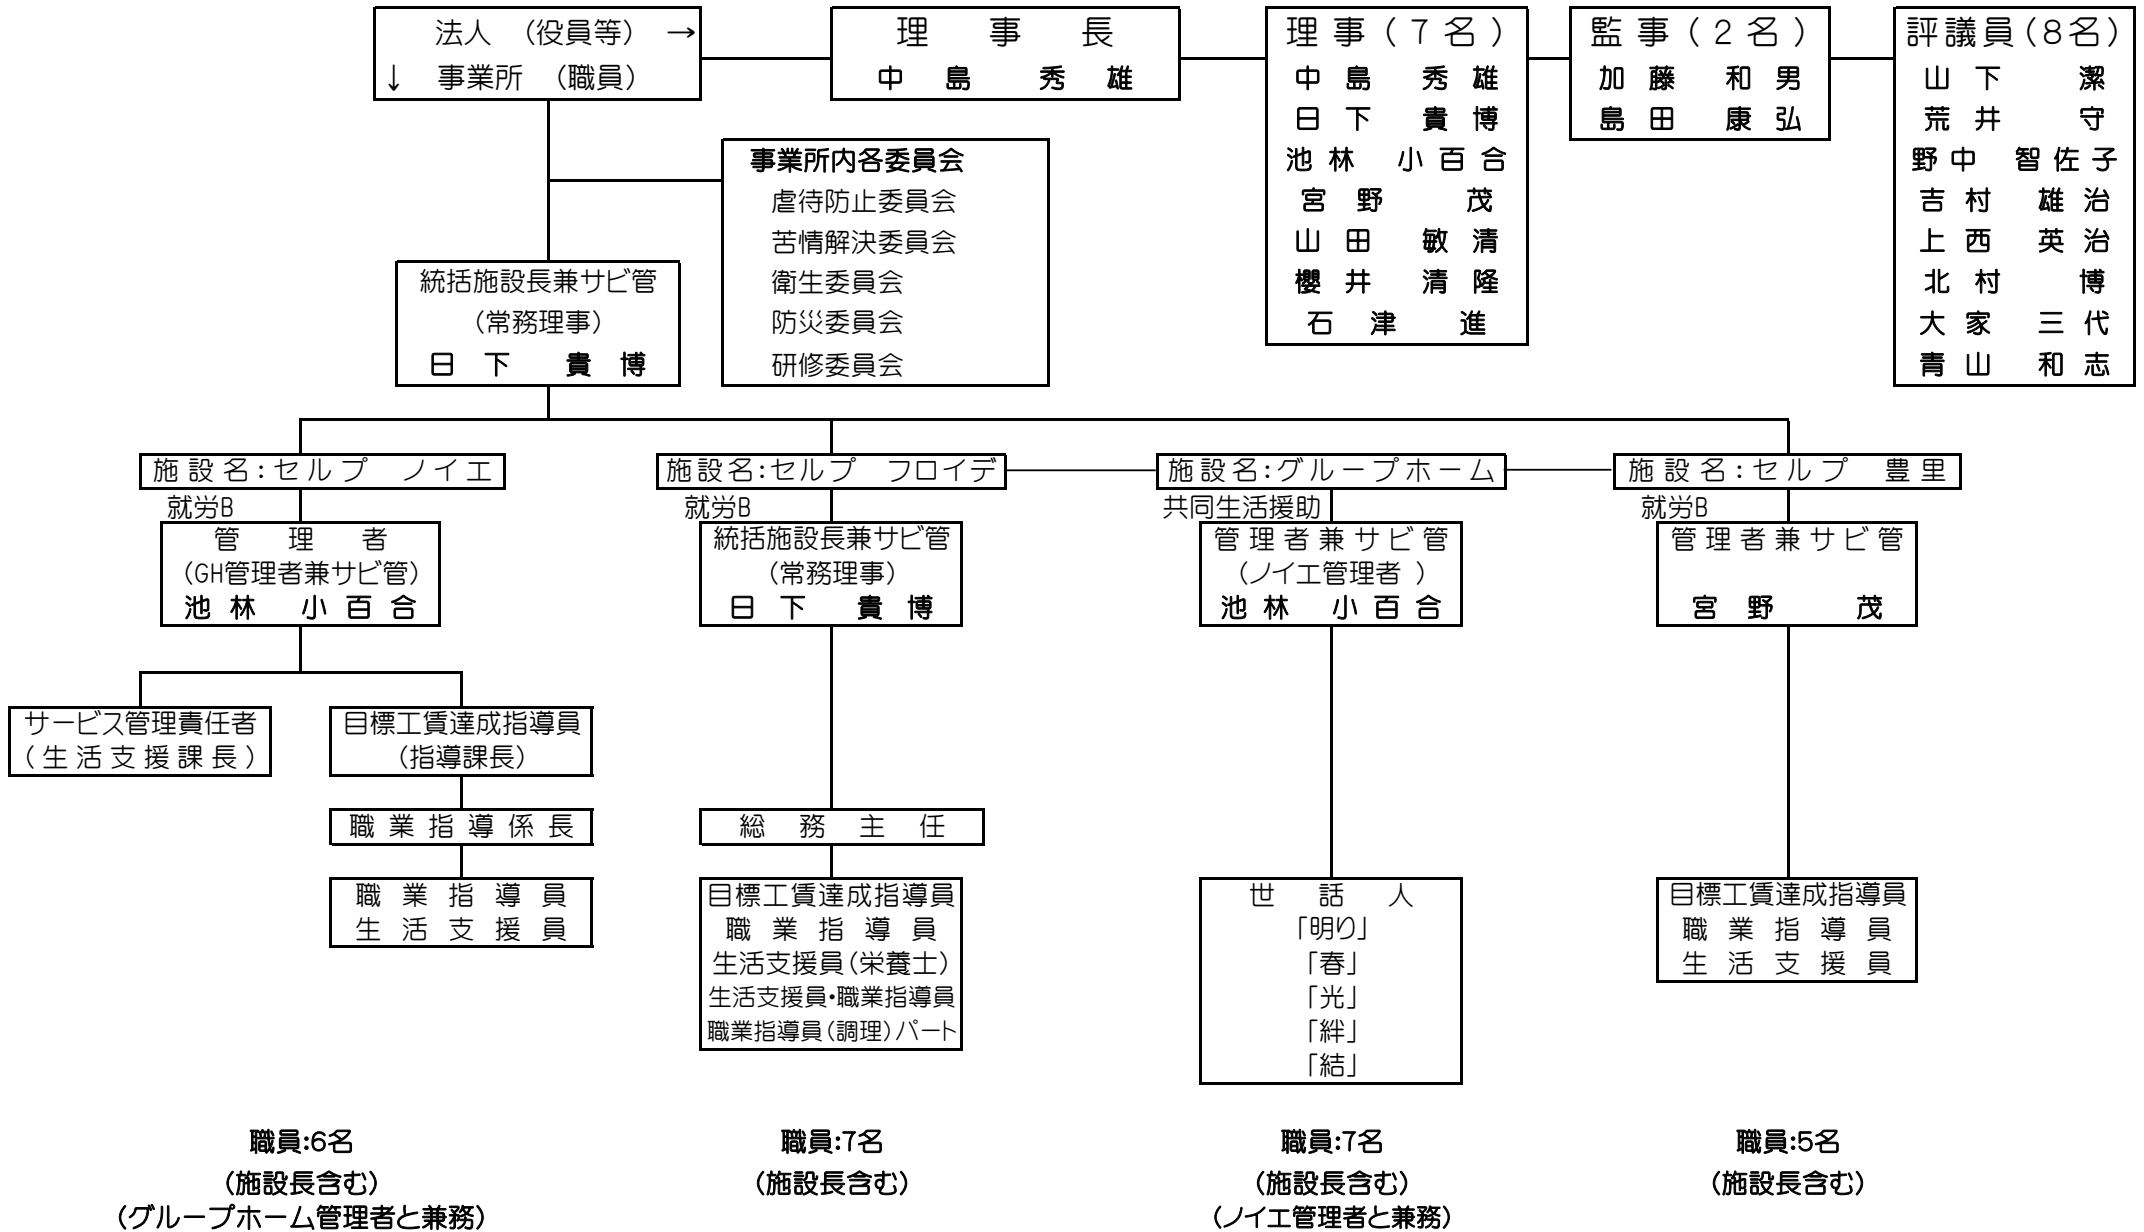 法人　(役員等)　→
↓　事業所　(職員)
理　事　長
中　島　秀　雄
理 事 ( 7 名 )
中 島　秀 雄
日 下　貴 博
池 林　小 百 合
宮 野　茂
山 田　敏 清
櫻 井　清 隆
石 津　進
監 事 ( 2 名 )
加 藤　和 男
島 田　康 弘
評議員(8名)
山 下　潔
荒 井　守
野 中　智 佐 子
吉 村　雄 治
上 西　英 治
北 村　博
大 家　三 代
青 山　和 志
事業所内各委員会
虐待防止委員会
苦情解決委員会
衛生委員会
防災委員会
研修委員会
統括施設長兼サビ管
(常務理事)
日 下　貴 博
施設名:セルプ　ノイエ
就労B
管　理　者
(GH管理者兼サビ管)
池 林　小 百 合
サービス管理責任者
(生活支援課長)
目標工賃達成指導員
(指導課長)
職業指導係長
職 業 指 導 員
生 活 支 援 員
職員:6名
(施設長含む)
(グループホーム管理者と兼務)
施設名:セルプ　フロイデ
就労B
統括施設長兼サビ管
(常務理事)
日 下　貴 博
総　務　主　任
目標工賃達成指導員
職 業 指 導 員
生活支援員(栄養士)
生活支援員・職業指導員
職業指導員(調理)パート
職員:7名
(施設長含む)
施設名:グループホーム
共同生活援助
管理者兼サビ管
(ノイエ管理者 )
池 林　小 百 合
世　話　人
「明り」
「春」
「光」
「絆」
「結」
職員:7名
(施設長含む)
(ノイエ管理者と兼務)
施設名:セルプ　豊里
就労B
管理者兼サビ管
宮 野　茂
目標工賃達成指導員
職 業 指 導 員
生 活 支 援 員
職員:5名
(施設長含む)